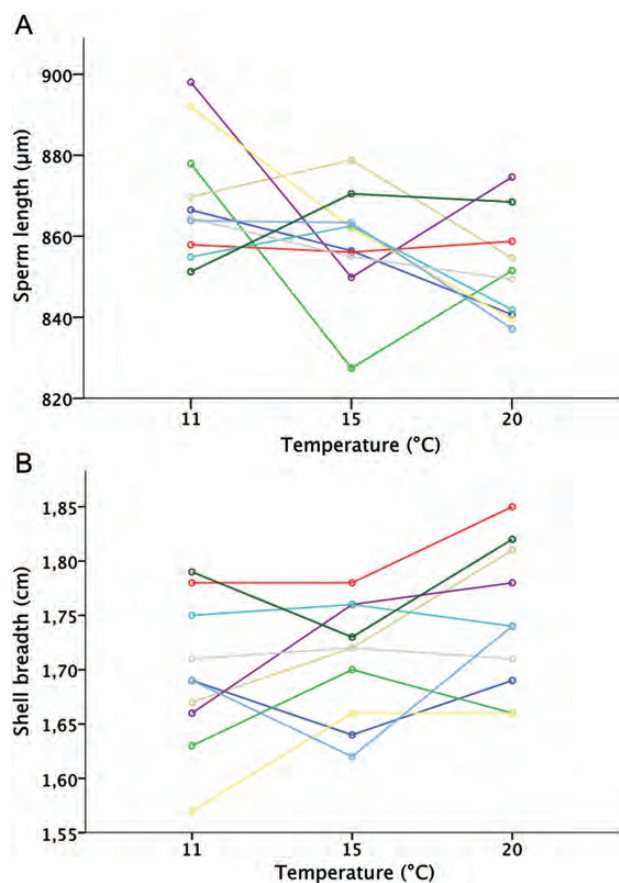 A
Sperm length (µm)
900
880
860
840
820
11 15 20
Temperature (°C)
B
Shell breadth (cm)
1,85
1,80
1,75
1,70
1,65
1,60
1,55
11 15 20
Temperature (°C)